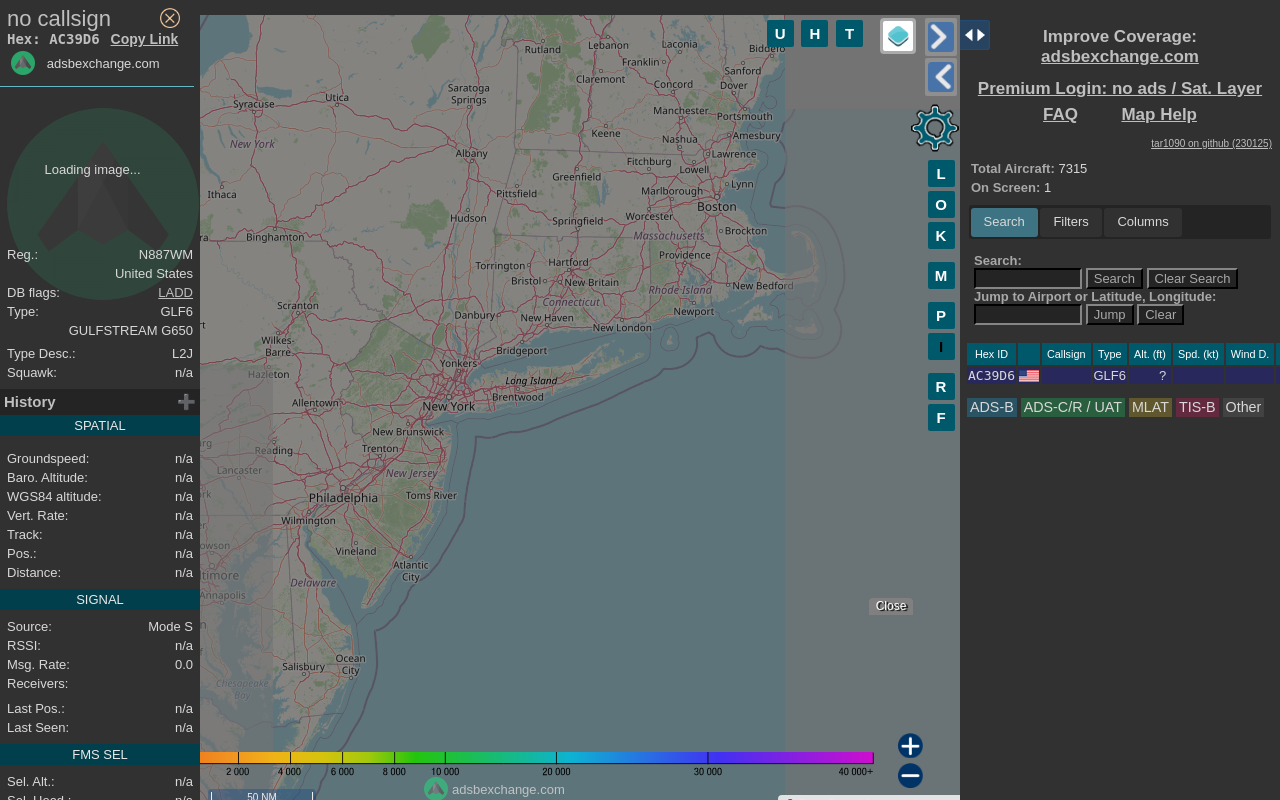 no callsign
Hex: AC39D6 Copy Link
adsbexchange.com
Loading image...
Reg.: N887WM
United States
DB flags: LADD
Type: GLF6
GULFSTREAM G650
Type Desc.: L2J
Squawk: n/a
History
SPATIAL
Groundspeed: n/a
Baro. Altitude: n/a
WGS84 altitude: n/a
Vert. Rate: n/a
Track: n/a
Pos.: n/a
Distance: n/a
SIGNAL
Source: Mode S
RSSI: n/a
Msg. Rate: 0.0
Receivers:
Last Pos.: n/a
Last Seen: n/a
FMS SEL
Sel. Alt.: n/a
U H T
Rutland
Lebanon
Laconia
Franklin
Claremont
Sanford
Concord
Dover
Saratoga
Springs
Utica
Syracuse
Manchester
Portsmouth
Keene
Amesbury
Nashua
New York
Albany
Fitchburg
Lawrence
Lowell
Greenfield
Lynn
Ithaca
Pittsfield
Marlborough
Boston
Hudson
Springfield
Worcester
Brockton
Binghamton
Massachusetts
Providence
Hartford
Torrington
Bristol
New Britain
New Bedford
Rhode Island
Connecticut
Scranton
Danbury
New Haven
Newport
New London
Wilkes-
Barre
Bridgeport
Yonkers
Hazleton
Long Island
Brentwood
Allentown
New York
New Brunswick
Reading
Trenton
Lancaster
New Jersey
Philadelphia
Toms River
Wilmington
Vineland
Atlantic
City
Delaware
Annapolis
Ocean
City
Salisbury
Chesapeake
Bay
L
O
K
M
P
I
R
F
Close
2 000 4 000 6 000 8 000 10 000 20 000 30 000 40 000+
adsbexchange.com
50 NM
Improve Coverage:
adsbexchange.com
Premium Login: no ads / Sat. Layer
FAQ Map Help
tar1090 on github (230125)
Total Aircraft: 7315
On Screen: 1
Search Filters Columns
Search:
Search Clear Search
Jump to Airport or Latitude, Longitude:
Jump Clear
Hex ID Callsign Type Alt. (ft) Spd. (kt) Wind D.
AC39D6 GLF6 ?
ADS-B ADS-C/R / UAT MLAT TIS-B Other